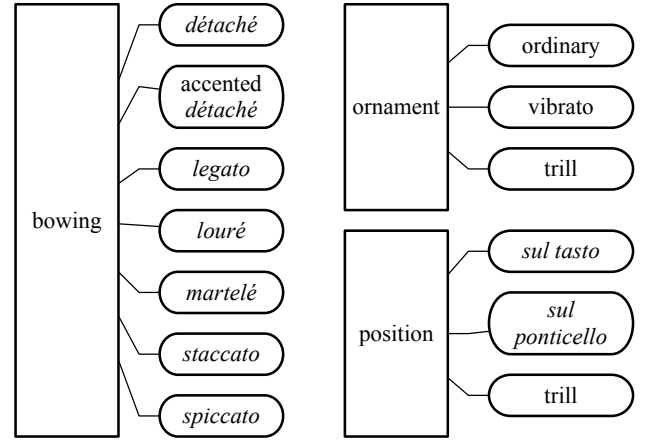 bowing
détaché
accented
détaché
legato
louré
martelé
staccato
spiccato
ornament
ordinary
vibrato
trill
position
sul tasto
sul
ponticello
trill